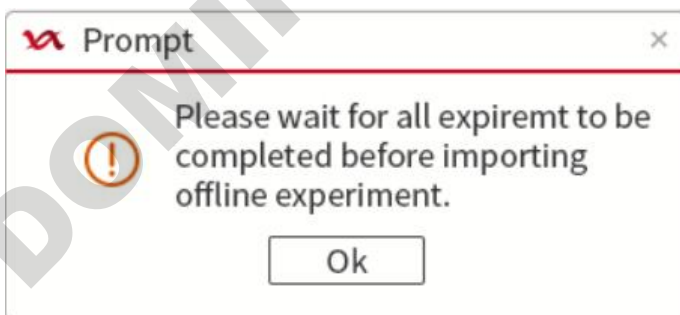 Prompt
Please wait for all expiremt to be
completed before importing
offline experiment.
Ok